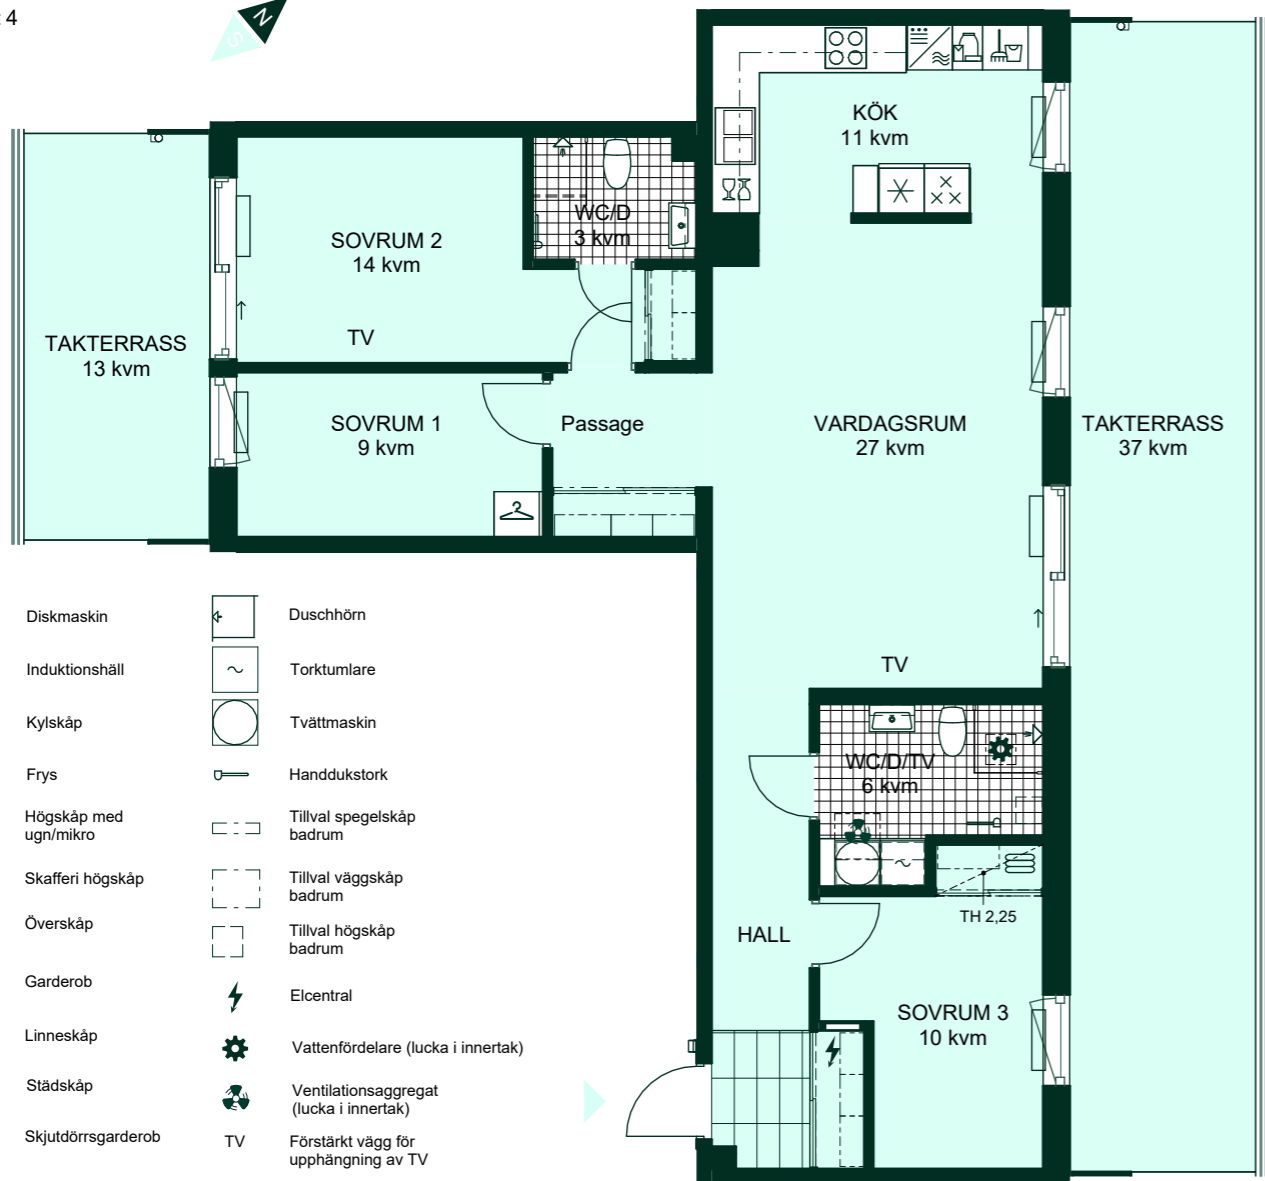 4
N
S
KÖK
11 kvm
WC/D
3 kvm
SOVRUM 2
14 kvm
TV
TAKTERRASS
13 kvm
SOVRUM 1
9 kvm
Passage
VARDAGSRUM
27 kvm
TAKTERRASS
37 kvm
TV
WC/D/TV
6 kvm
TH 2,25
HALL
SOVRUM 3
10 kvm
Diskmaskin
Induktionshäll
Kylskåp
Frys
Högskåp med
ugn/mikro
Skafferi högskåp
Överskåp
Garderob
Linneskåp
Städskåp
Skjutdörrsgarderob
Duschhörn
Torktumlare
Tvättmaskin
Handdukstork
Tillval spegelskåp
badrum
Tillval väggskåp
badrum
Tillval högskåp
badrum
Elcentral
Vattenfördelare (lucka i innertak)
Ventilationsaggregat
(lucka i innertak)
TV Förstärkt vägg för
upphängning av TV